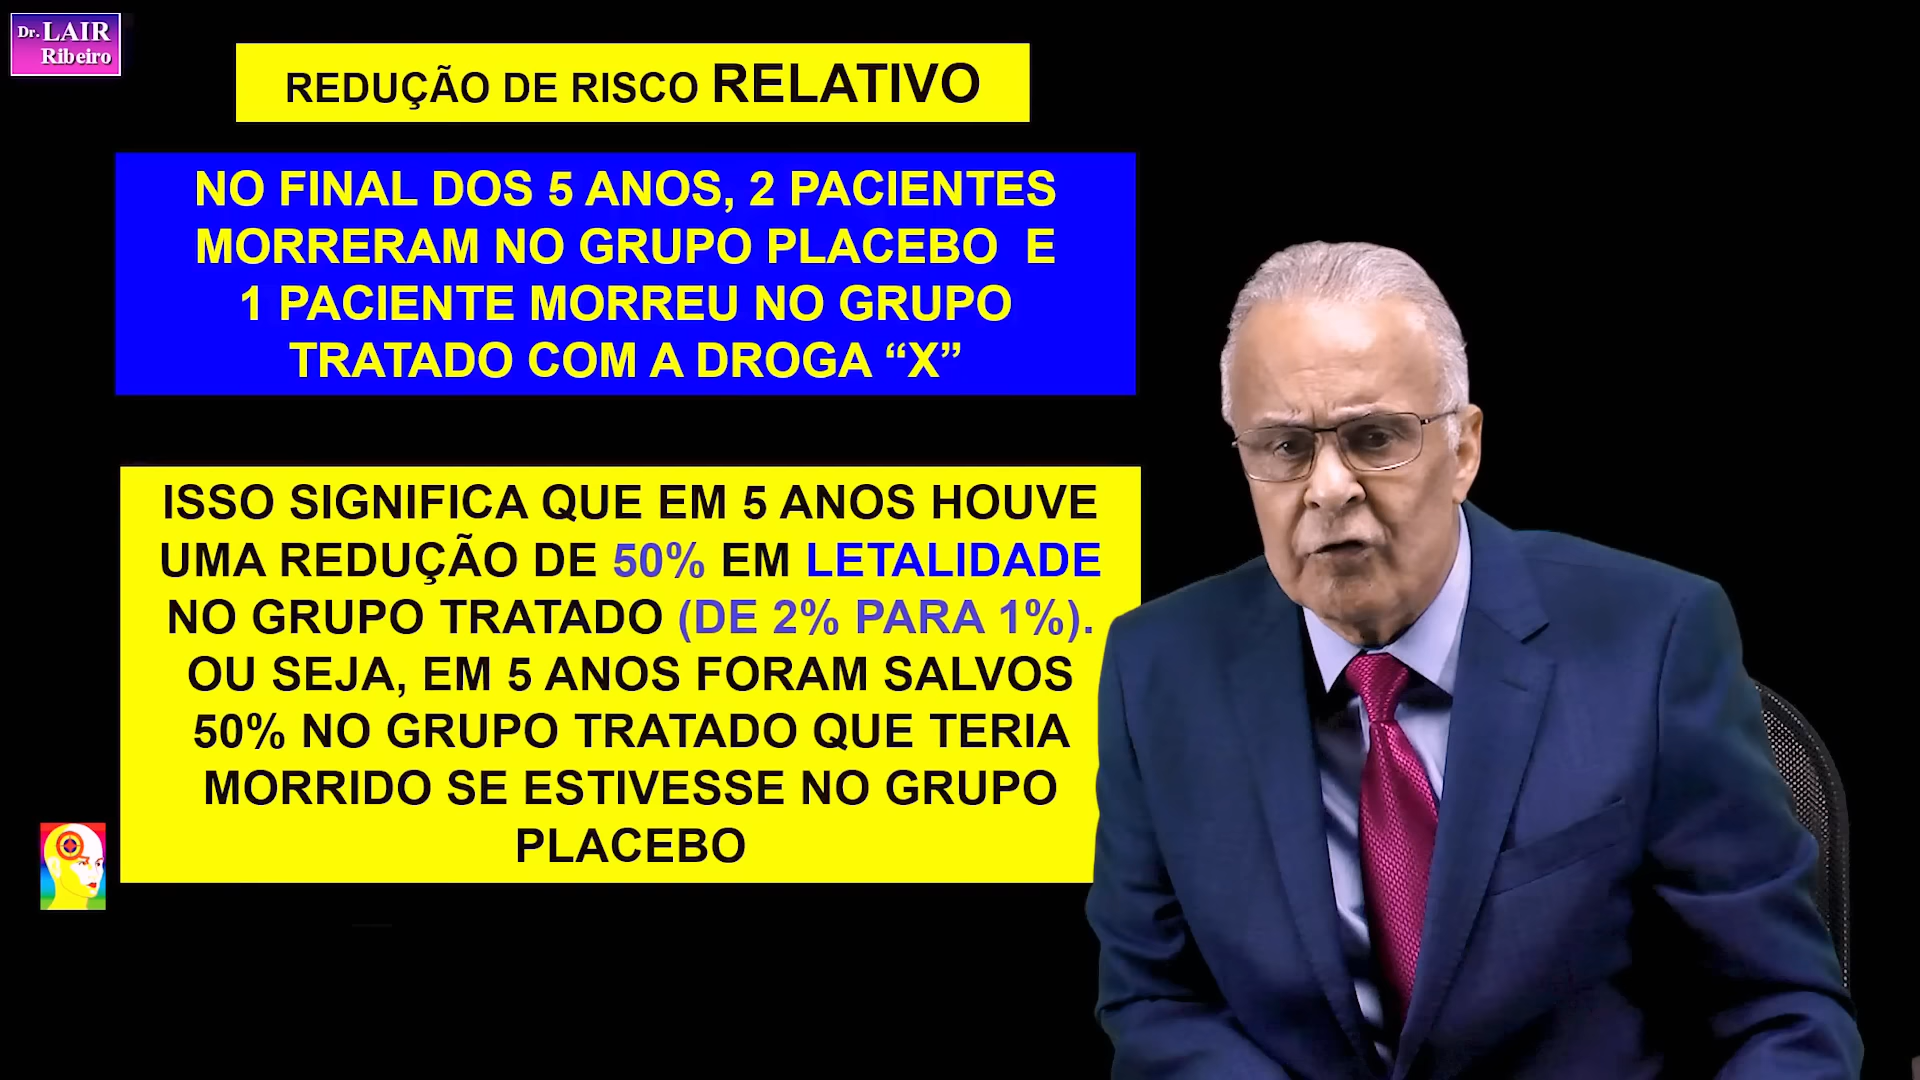 Dr. LAIR
Ribeiro
REDUÇÃO DE RISCO RELATIVO
NO FINAL DOS 5 ANOS, 2 PACIENTES
MORRERAM NO GRUPO PLACEBO E
1 PACIENTE MORREU NO GRUPO
TRATADO COM A DROGA “X”
ISSO SIGNIFICA QUE EM 5 ANOS HOUVE
UMA REDUÇÃO DE 50% EM LETALIDADE
NO GRUPO TRATADO (DE 2% PARA 1%).
OU SEJA, EM 5 ANOS FORAM SALVOS
50% NO GRUPO TRATADO QUE TERIA
MORRIDO SE ESTIVESSE NO GRUPO
PLACEBO